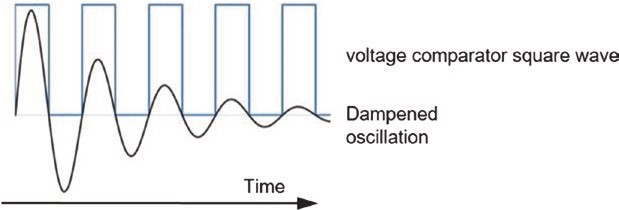 voltage comparator square wave
Dampened
oscillation
Time